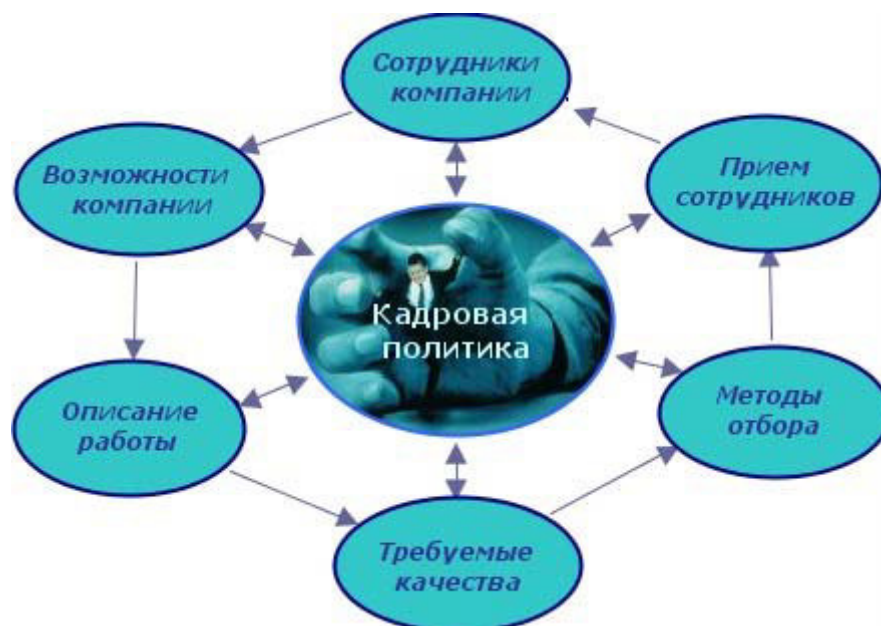 Сотрудники
компании
Возможности
компании
Прием
сотрудников
Кадровая
политика
Описание
работы
Методы
отбора
Требуемые
качества